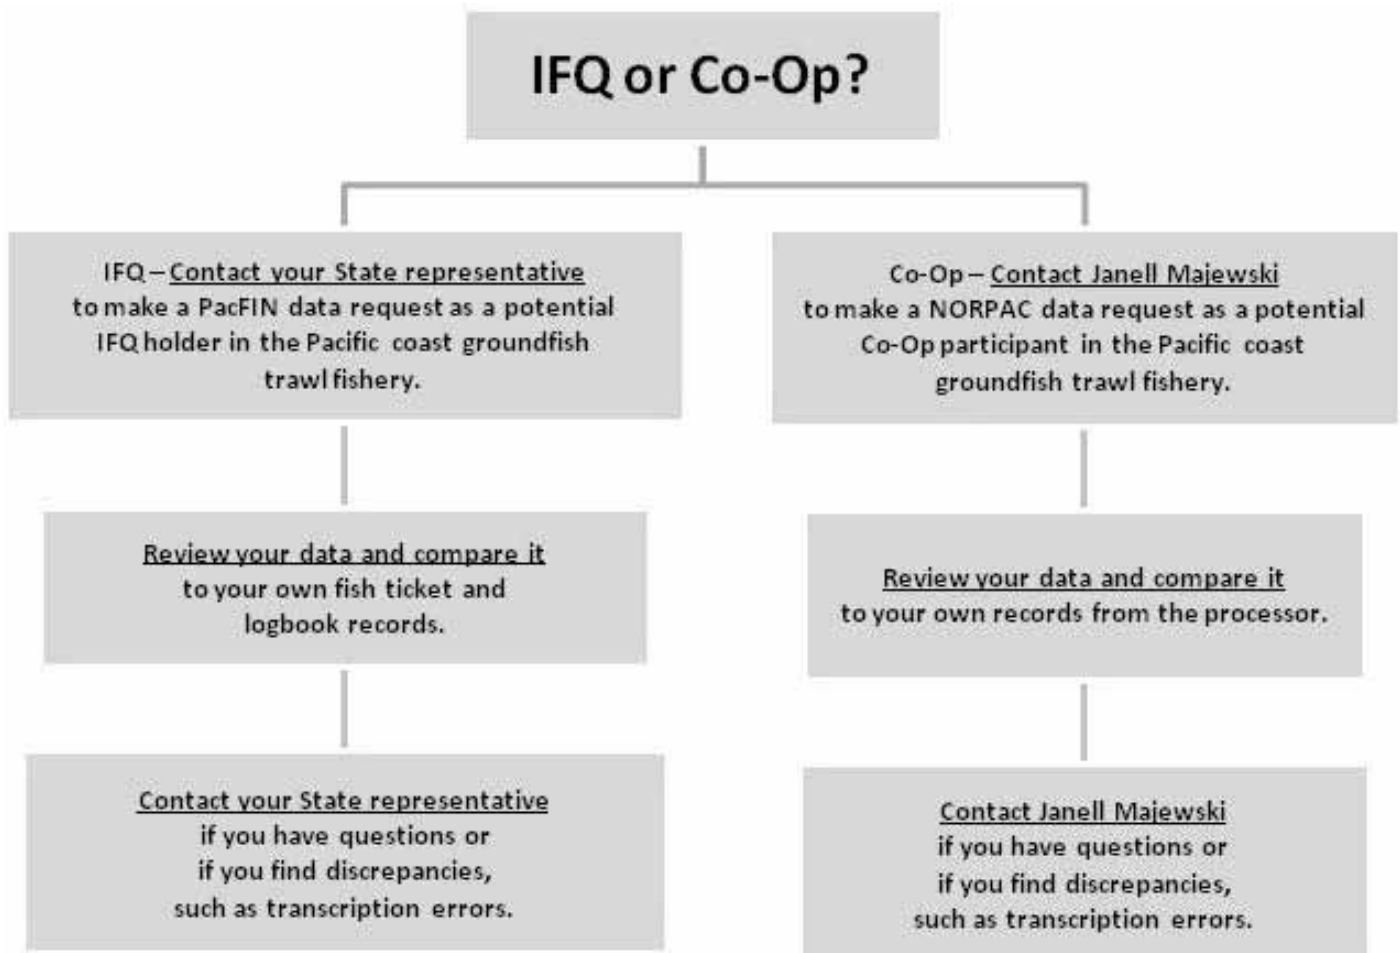 IFQ or Co-Op?
IFQ – Contact your State representative
to make a PacFIN data request as a potential
IFQ holder in the Pacific coast groundfish
trawl fishery.
Review your data and compare it
to your own fish ticket and
logbook records.
Contact your State representative
if you have questions or
if you find discrepancies,
such as transcription errors.
Co-Op – Contact Janell Majewski
to make a NORPAC data request as a potential
Co-Op participant in the Pacific coast
groundfish trawl fishery.
Review your data and compare it
to your own records from the processor.
Contact Janell Majewski
if you have questions or
if you find discrepancies,
such as transcription errors.